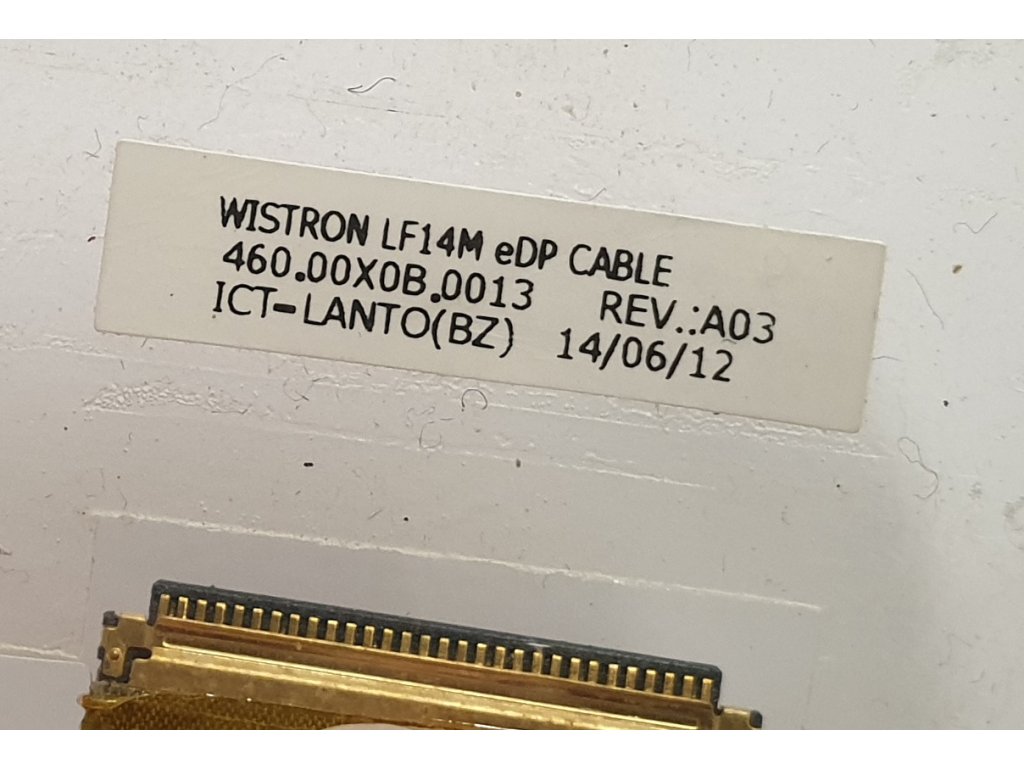 WISTRON LF14M eDP CABLE
460.00X0B.0013 REV.:A03
ICT-LANTO(BZ) 14/06/12